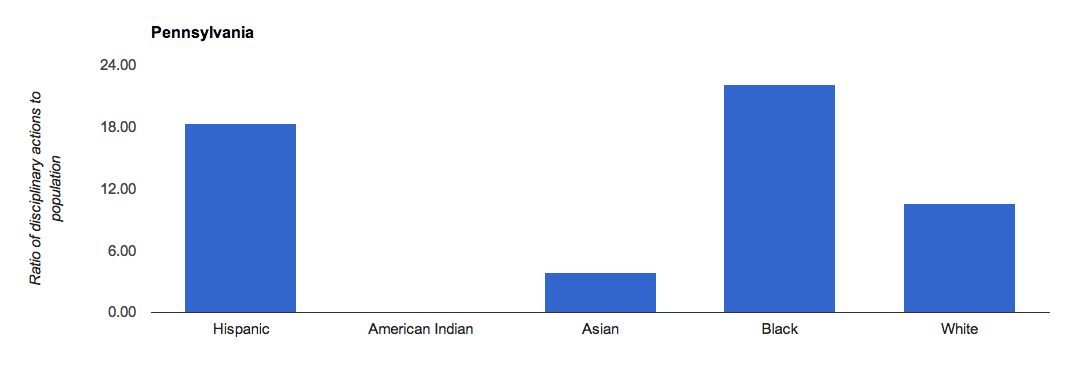 Pennsylvania
24.00
18.00
12.00
6.00
0.00
Ratio of disciplinary actions to
population
Hispanic
American Indian
Asian
Black
White